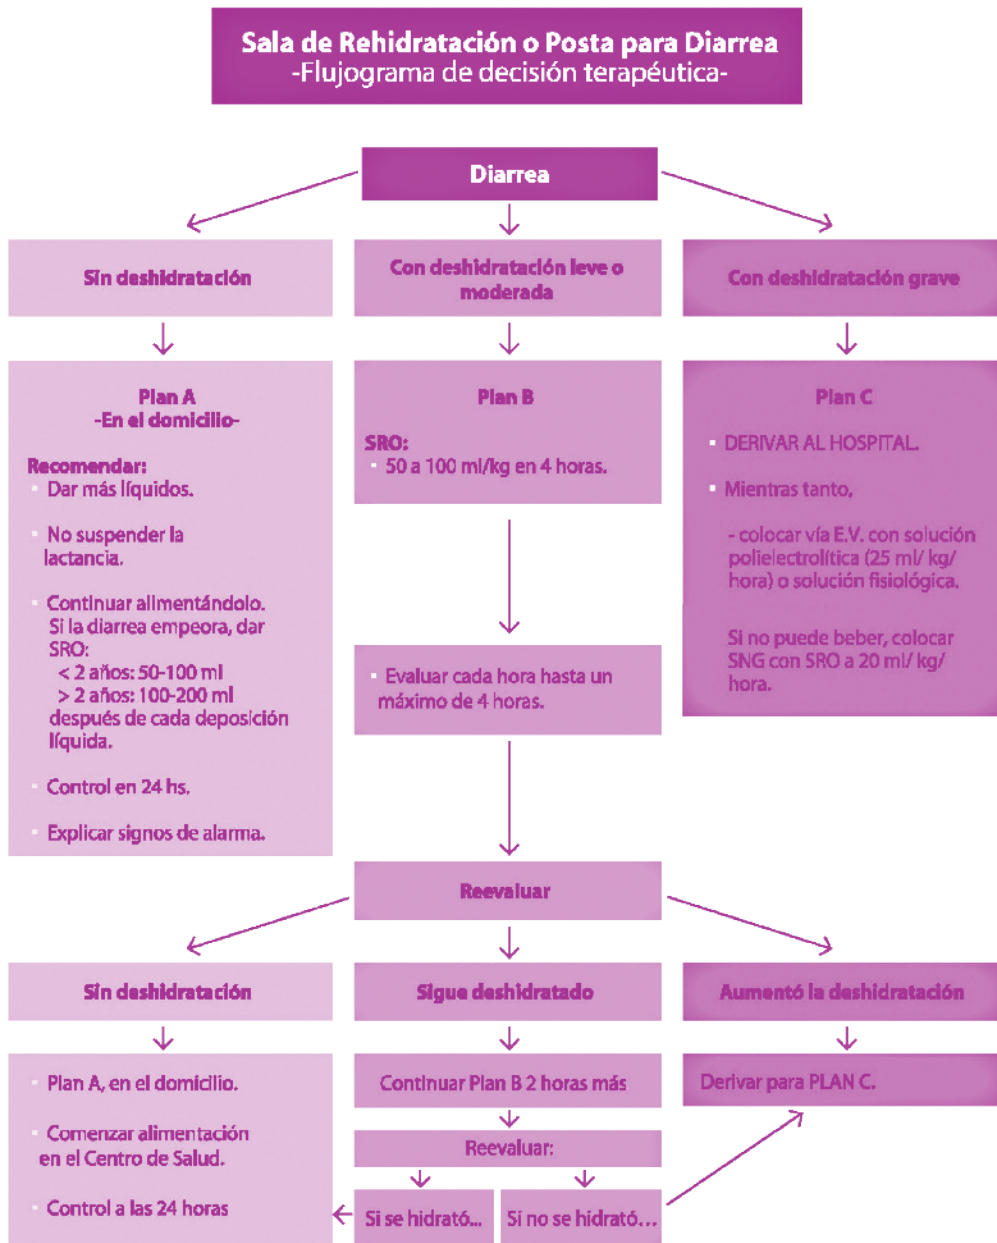 Sala de Rehidratación o Posta para Diarrea
-Flujograma de decisión terapéutica-
Diarrea
Sin deshidratación
Con deshidratación leve o
moderada
Con deshidratación grave
Plan A
-En el domicilio-
Recomendar:
▪ Dar más líquidos.
▪ No suspender la
lactancia.
▪ Continuar alimentándolo.
Si la diarrea empeora, dar
SRO:
< 2 años: 50-100 ml
> 2 años: 100-200 ml
después de cada deposición
líquida.
▪ Control en 24 hs.
▪ Explicar signos de alarma.
Plan B
SRO:
▪ 50 a 100 ml/kg en 4 horas.
▪ Evaluar cada hora hasta un
máximo de 4 horas.
Plan C
▪ DERIVAR AL HOSPITAL.
▪ Mientras tanto,
- colocar vía E.V. con solución
polielectrolítica (25 ml/ kg/
hora) o solución fisiológica.
Si no puede beber, colocar
SNG con SRO a 20 ml/ kg/
hora.
Reevaluar
Sin deshidratación
Sigue deshidratado
Aumentó la deshidratación
▪ Plan A, en el domicilio.
▪ Comenzar alimentación
en el Centro de Salud.
▪ Control a las 24 horas
Continuar Plan B 2 horas más
Reevaluar:
Si se hidrató...
Si no se hidrató…
Derivar para PLAN C.